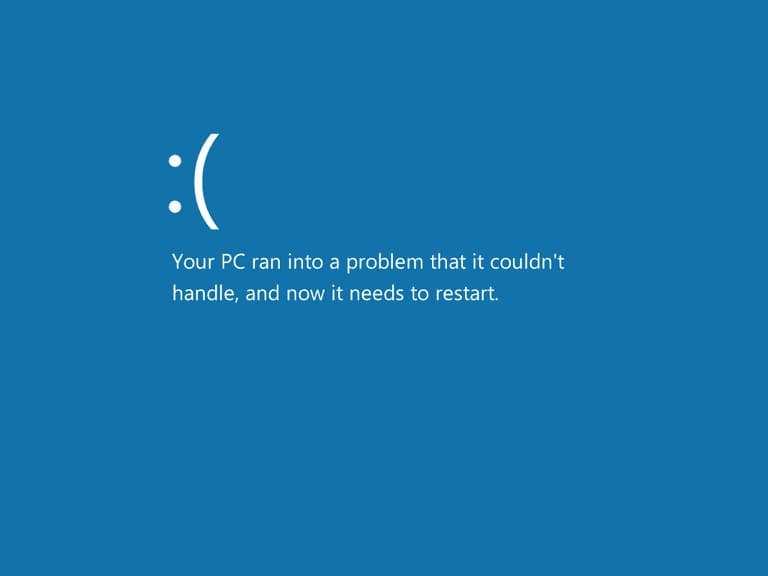 :(
Your PC ran into a problem that it couldn't
handle, and now it needs to restart.